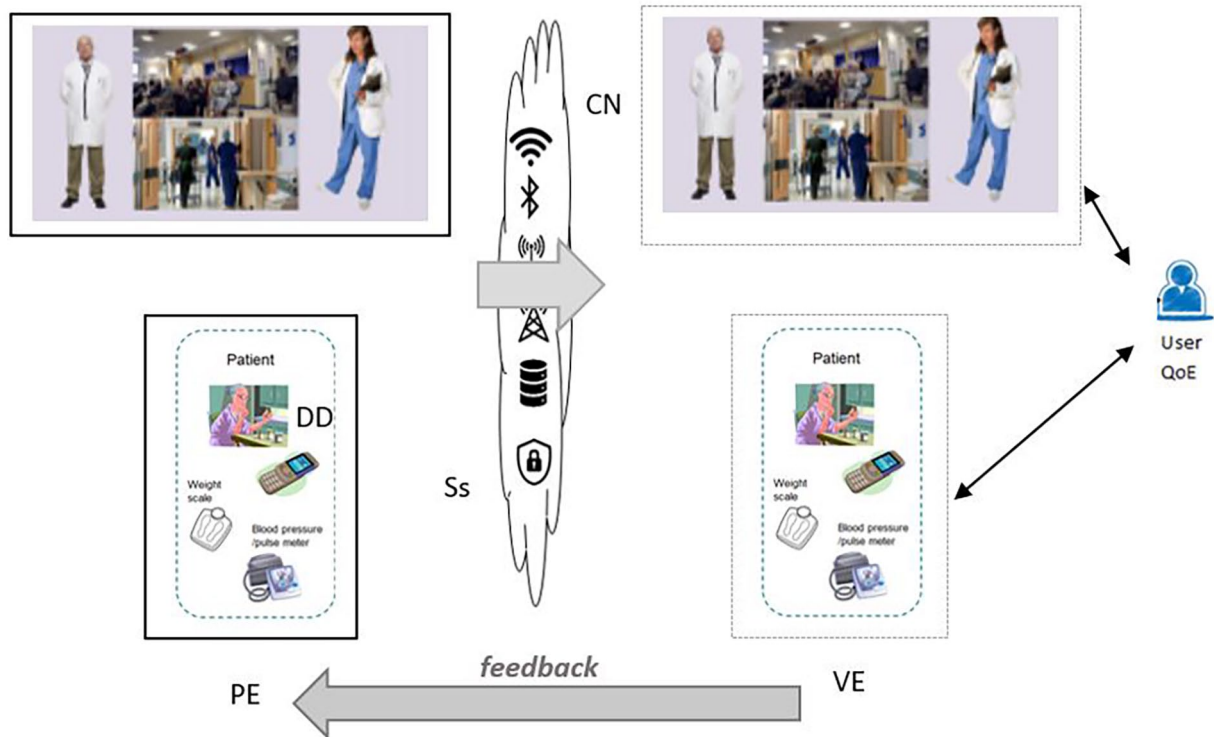 CN
Patient
DD
Weight
scale
Blood pressure
/pulse meter
Ss
Patient
Weight
scale
Blood pressure
/pulse meter
User
QoE
feedback
PE
VE